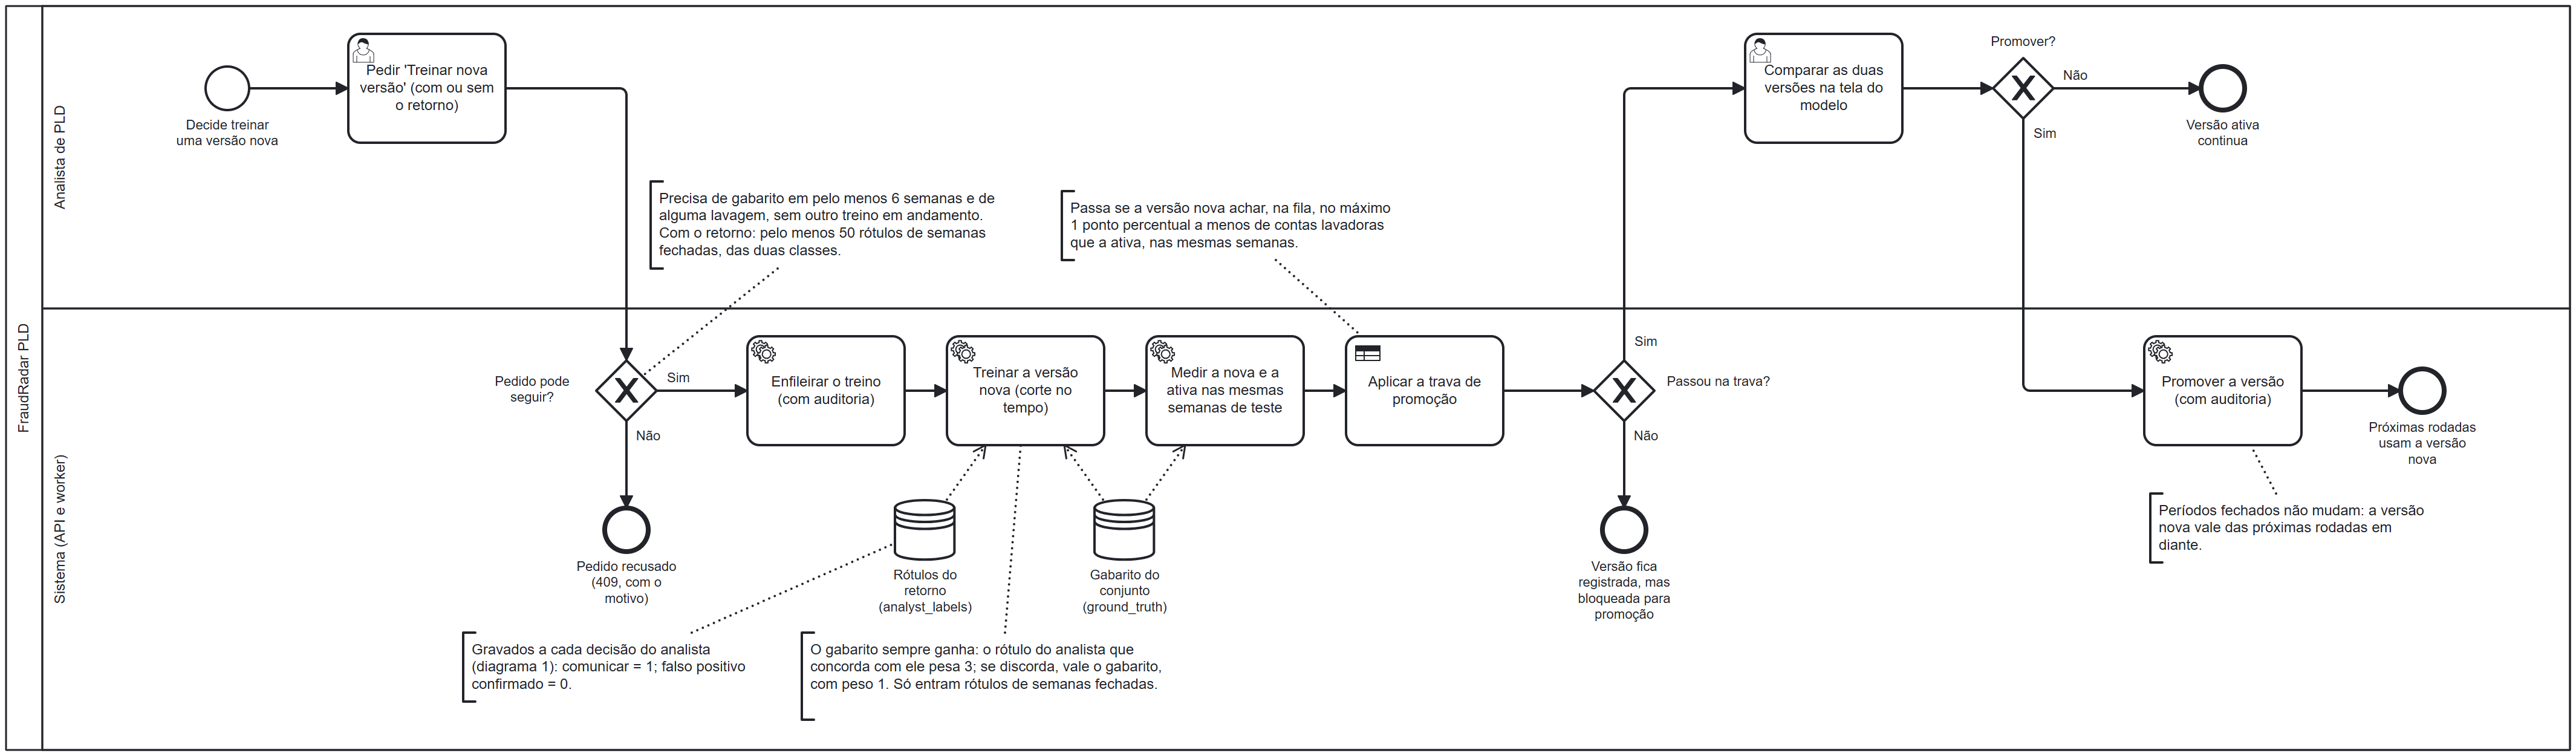 FraudRadar PLD
Analista de PLD
Decide treinar
uma versão nova
Pedir 'Treinar nova
versão' (com ou sem
o retorno)
Precisa de gabarito em pelo menos 6 semanas e de
alguma lavagem, sem outro treino em andamento.
Com o retorno: pelo menos 50 rótulos de semanas
fechadas, das duas classes.
Passa se a versão nova achar, na fila, no máximo
1 ponto percentual a menos de contas lavadoras
que a ativa, nas mesmas semanas.
Comparar as duas
versões na tela do
modelo
Promover?
Não
Sim
Versão ativa
continua
Sistema (API e worker)
Pedido pode
seguir?
Sim
Não
Pedido recusado
(409, com o
motivo)
Enfileirar o treino
(com auditoria)
Treinar a versão
nova (corte no
tempo)
Medir a nova e a
ativa nas mesmas
semanas de teste
Aplicar a trava de
promoção
Sim
Passou na trava?
Não
Versão fica
registrada, mas
bloqueada para
promoção
Promover a versão
(com auditoria)
Próximas rodadas
usam a versão
nova
Períodos fechados não mudam: a versão
nova vale das próximas rodadas em
diante.
Rótulos do
retorno
(analyst_labels)
Gabarito do
conjunto
(ground_truth)
Gravados a cada decisão do analista
(diagrama 1): comunicar = 1; falso positivo
confirmado = 0.
O gabarito sempre ganha: o rótulo do analista que
concorda com ele pesa 3; se discorda, vale o gabarito,
com peso 1. Só entram rótulos de semanas fechadas.